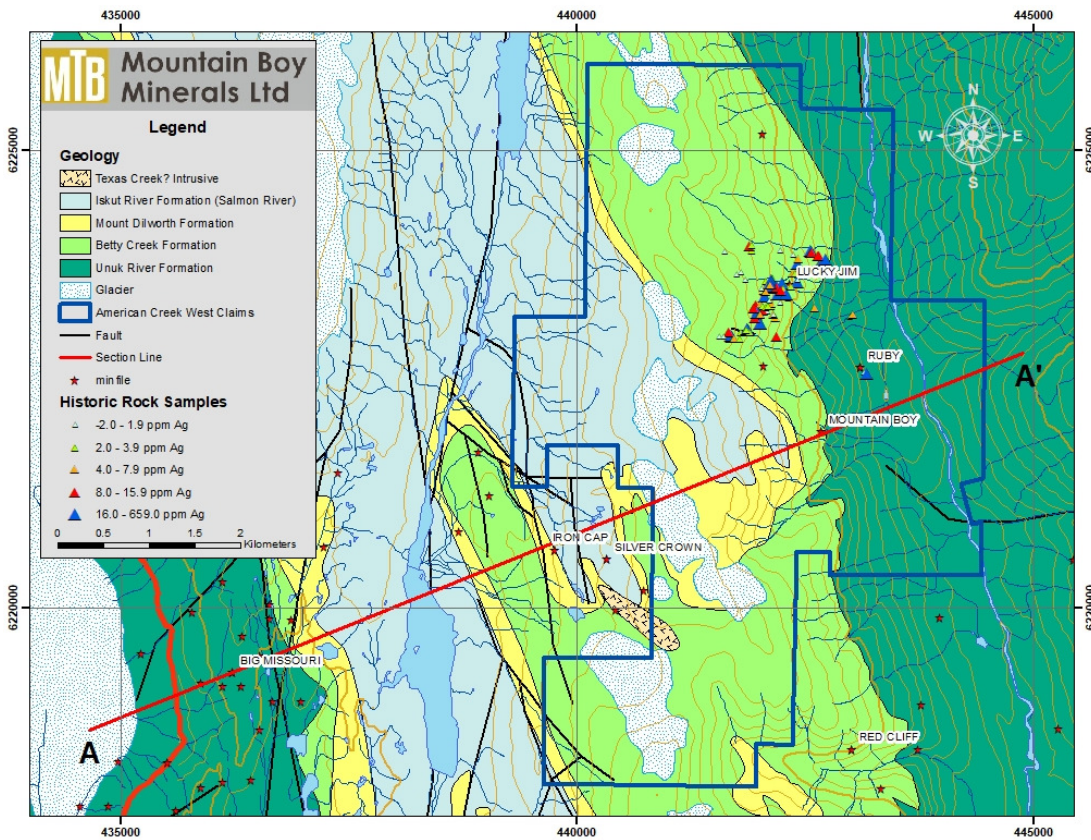 435000
440000
445000
MTB
Mountain Boy
Minerals Ltd
Legend
Geology
Texas Creek? Intrusive
Iskut River Formation (Salmon River)
Mount Dilworth Formation
Betty Creek Formation
Unuk River Formation
Glacier
American Creek West Claims
Fault
Section Line
minfile
Historic Rock Samples
-2.0 - 1.9 ppm Ag
2.0 - 3.9 ppm Ag
4.0 - 7.9 ppm Ag
8.0 - 15.9 ppm Ag
16.0 - 659.0 ppm Ag
0 0.5 1 1.5 2
Kilometers
N
W E
S
6225000
6225000
LUCKY JIM
RUBY
A'
MOUNTAIN BOY
IRON CAP
SILVER CROWN
6220000
6220000
BIG MISSOURI
A
RED CLIFF
435000
440000
445000